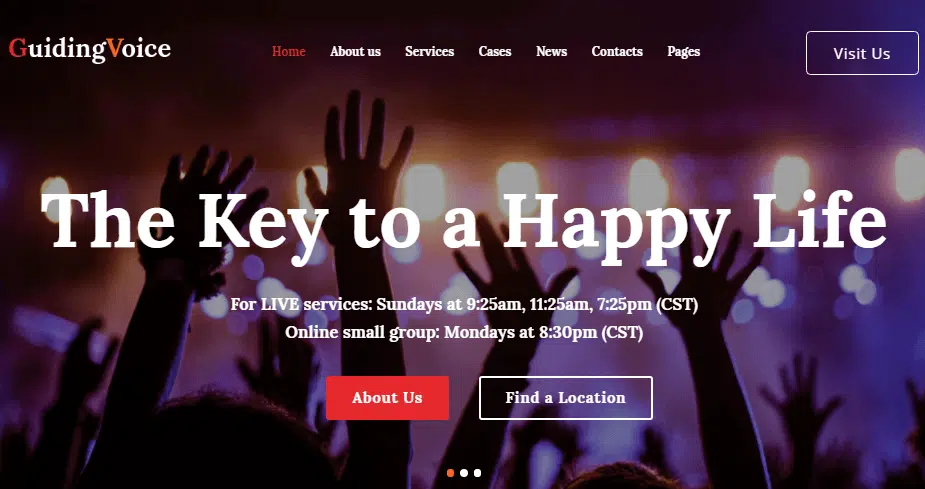 GuidingVoice
Home About us Services Cases News Contacts Pages
Visit Us
The Key to a Happy Life
For LIVE services: Sundays at 9:25am, 11:25am, 7:25pm (CST)
Online small group: Mondays at 8:30pm (CST)
About Us
Find a Location